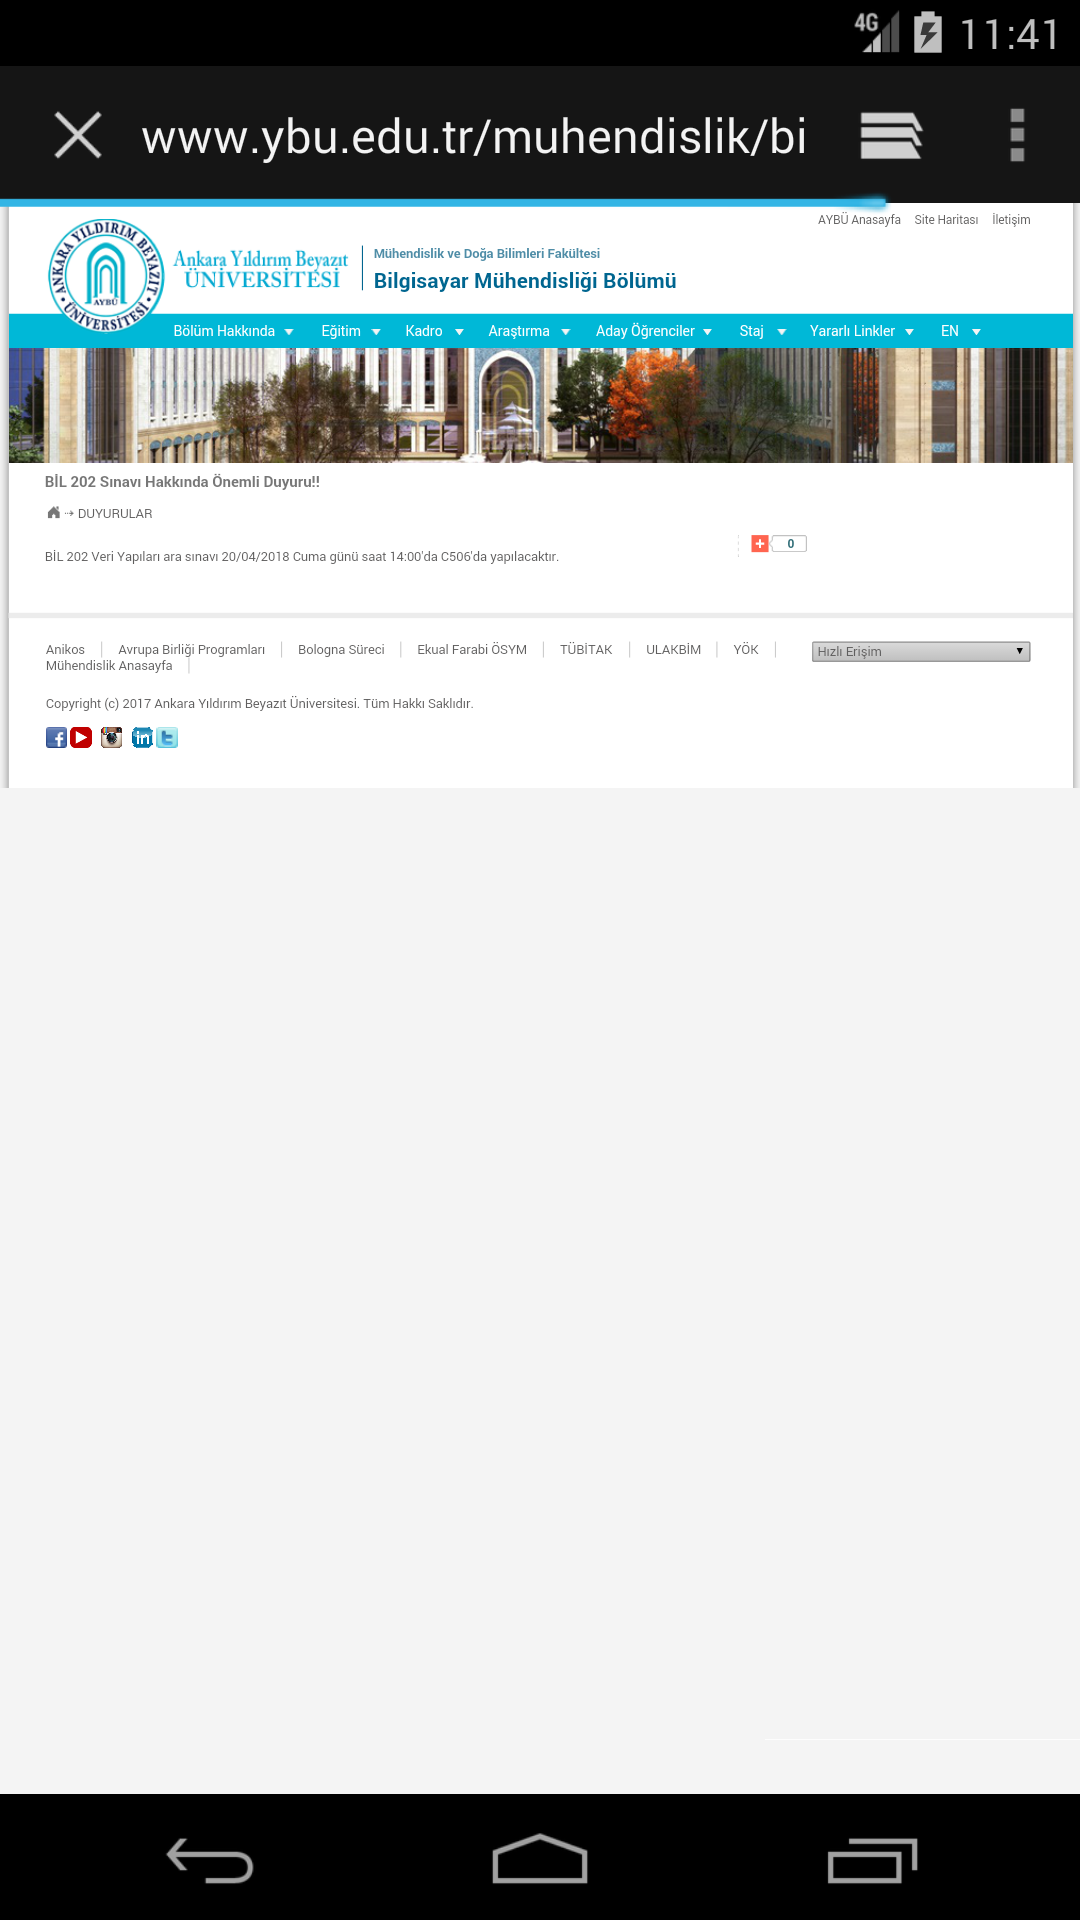 4G 11:41
www.ybu.edu.tr/muhendislik/bi
AYBÜ Anasayfa Site Haritası İletişim
ANKARA YILDIRIM BEYAZIT ÜNİVERSİTESİ
AYBÜ
Ankara Yıldırım Beyazıt
ÜNİVERSİTESİ
Mühendislik ve Doğa Bilimleri Fakültesi
Bilgisayar Mühendisliği Bölümü
Bölüm Hakkında Eğitim Kadro Araştırma Aday Öğrenciler Staj Yararlı Linkler EN
BİL 202 Sınavı Hakkında Önemli Duyuru!!
DUYURULAR
BİL 202 Veri Yapıları ara sınavı 20/04/2018 Cuma günü saat 14:00'da C506'da yapılacaktır.
0
Anikos Avrupa Birliği Programları Bologna Süreci Ekual Farabi ÖSYM TÜBİTAK ULAKBİM YÖK
Mühendislik Anasayfa
Hızlı Erişim
Copyright (c) 2017 Ankara Yıldırım Beyazıt Üniversitesi. Tüm Hakkı Saklıdır.